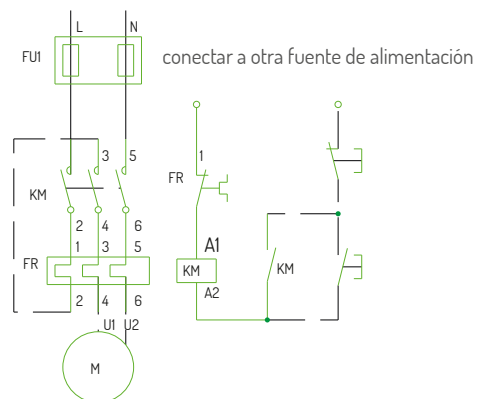 L N
FU1
conectar a otra fuente de alimentación
3 5
KM
2 4 6
1 3 5
FR
2 4 6
U1 U2
M
1
FR
A1
KM
A2
KM